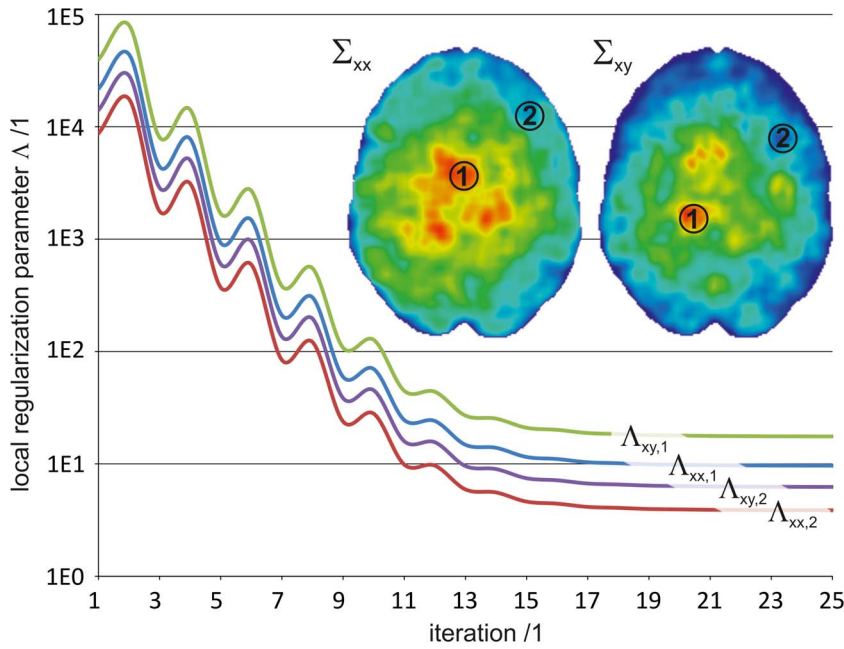 1E5
1E4
1E3
1E2
1E1
1E0
local regularization parameter Λ /1
Σxx
Σxy
1
2
1
2
Λxy,1
Λxx,1
Λxy,2
Λxx,2
1 3 5 7 9 11 13 15 17 19 21 23 25
iteration /1